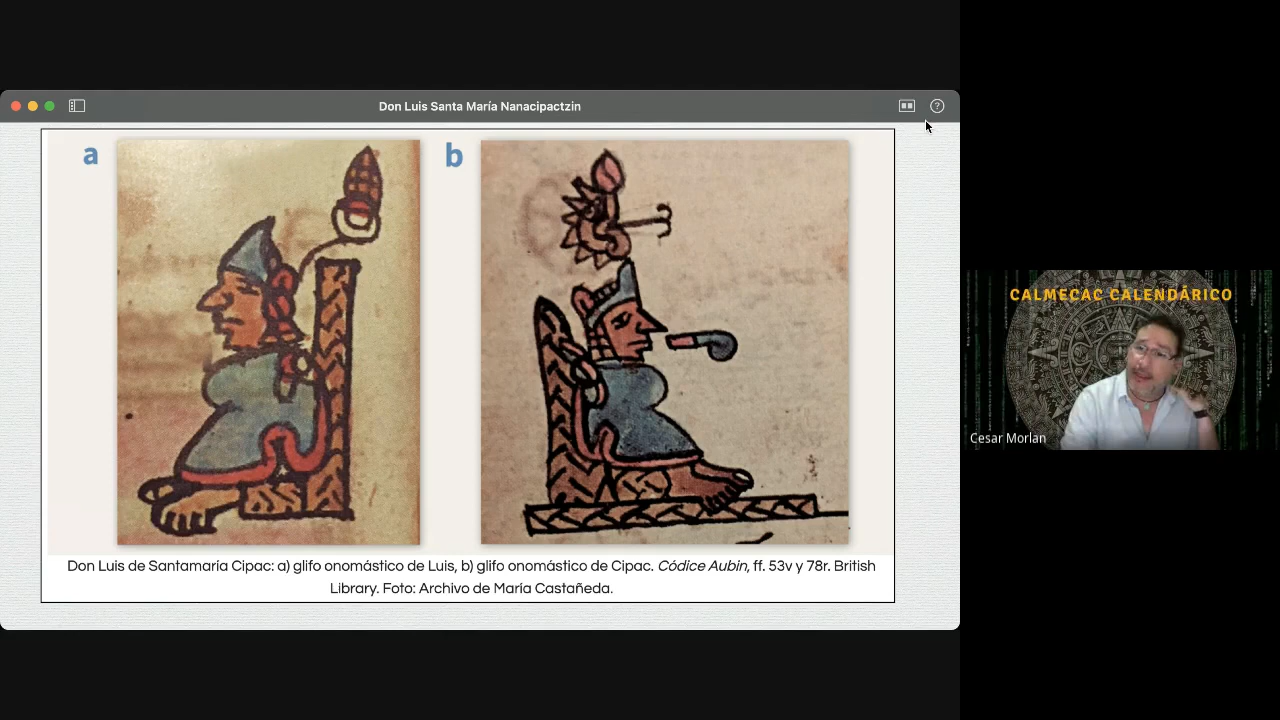 Don Luis Santa María Nanacipactzin
a
b
Don Luis de Santamaría Cipac: a) glifo onomástico de Luis, b) glifo onomástico de Cipac. Códice Aubin, ff. 53v y 78r. British
Library. Foto: Archivo de María Castañeda.
CALMECAC CALENDÁRICO
Cesar Morlan